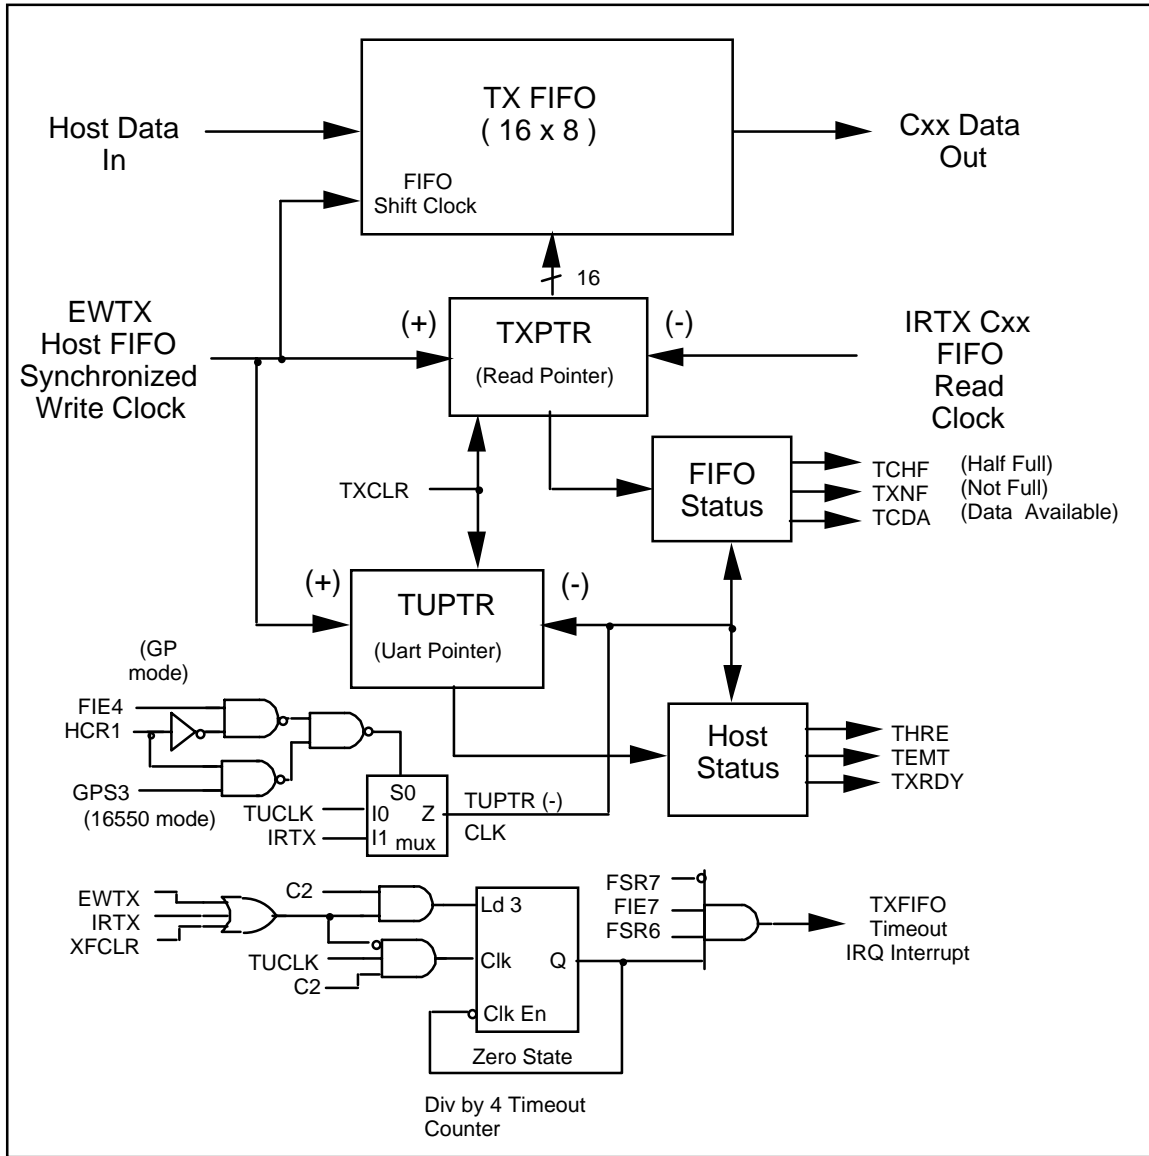 TX FIFO
( 16 x 8 )
Host Data
In
Cxx Data
Out
FIFO
Shift Clock
16
EWTX
Host FIFO
Synchronized
Write Clock
(+)
TXPTR
(Read Pointer)
(-)
IRTX Cxx
FIFO
Read
Clock
TXCLR
FIFO
Status
TCHF (Half Full)
TXNF (Not Full)
TCDA (Data Available)
(+)
TUPTR
(Uart Pointer)
(-)
(GP
mode)
FIE4
HCR1
GPS3
(16550 mode)
Host
Status
THRE
TEMT
TXRDY
S0
TUCLK
I0
Z
IRTX
I1
mux
TUPTR (-)
CLK
EWTX
IRTX
XFCLR
C2
TUCLK
C2
Ld 3
Clk
Q
Clk En
Zero State
FSR7
FIE7
FSR6
TXFIFO
Timeout
IRQ Interrupt
Div by 4 Timeout
Counter